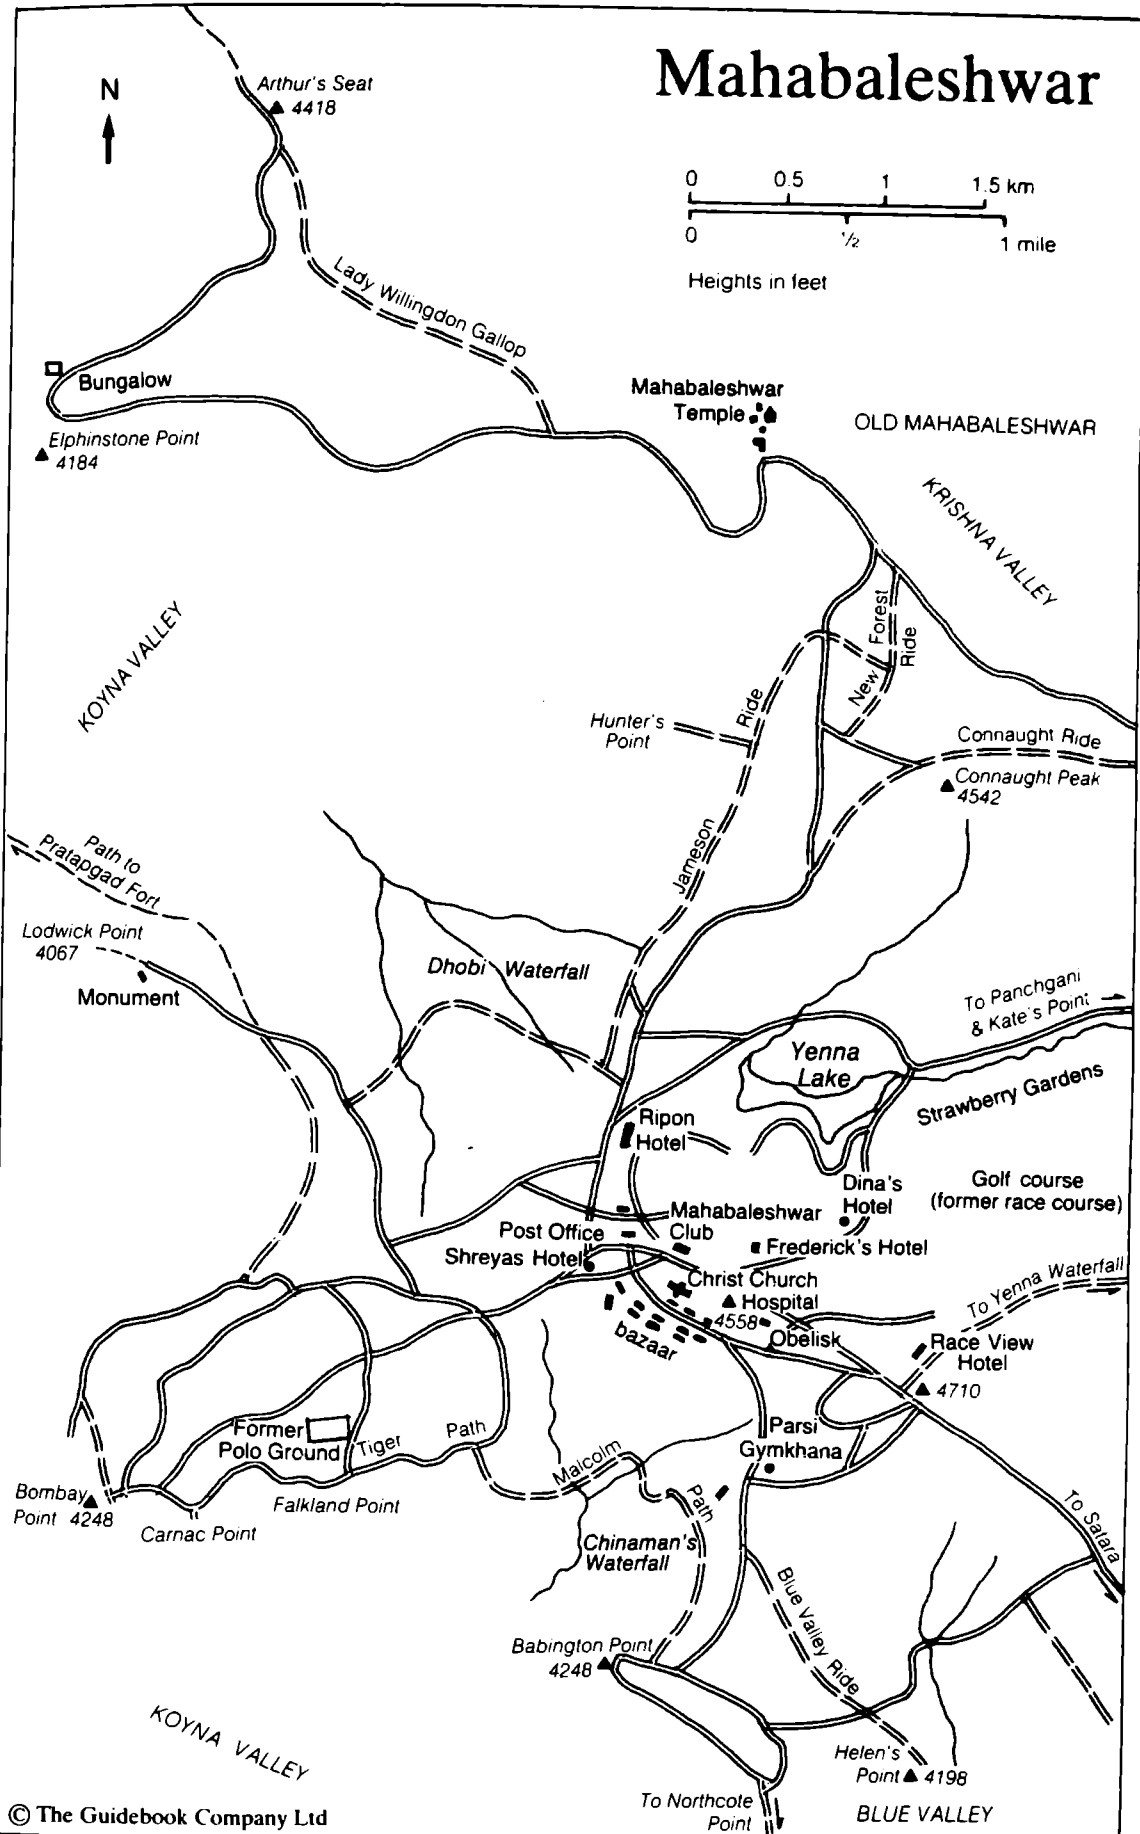 Mahabaleshwar
N
Arthur's Seat
4418
0 0.5 1 1.5 km
0 ½ 1 mile
Heights in feet
Lady Willingdon Gallop
Bungalow
Elphinstone Point
4184
Mahabaleshwar
Temple
OLD MAHABALESHWAR
KRISHNA VALLEY
KOYNA VALLEY
New Forest
Ride
Hunter's
Point
Jameson Ride
Connaught Ride
Connaught Peak
4542
Path to
Pratapgad Fort
Lodwick Point
4067
Monument
Dhobi Waterfall
To Panchgani
& Kate's Point
Yenna
Lake
Strawberry Gardens
Ripon
Hotel
Golf course
(former race course)
Dina's
Hotel
Mahabaleshwar
Club
Post Office
Shreyas Hotel
Frederick's Hotel
Christ Church
Hospital
4558
bazaar
Obelisk
To Yenna Waterfall
Race View
Hotel
4710
Parsi
Gymkhana
Former
Polo Ground
Tiger Path
Malcolm Path
Bombay
Point 4248
Carnac Point
Falkland Point
Chinaman's
Waterfall
To Satara
Blue Valley Ride
Babington Point
4248
KOYNA VALLEY
Helen's
Point 4198
To Northcote
Point
BLUE VALLEY
© The Guidebook Company Ltd